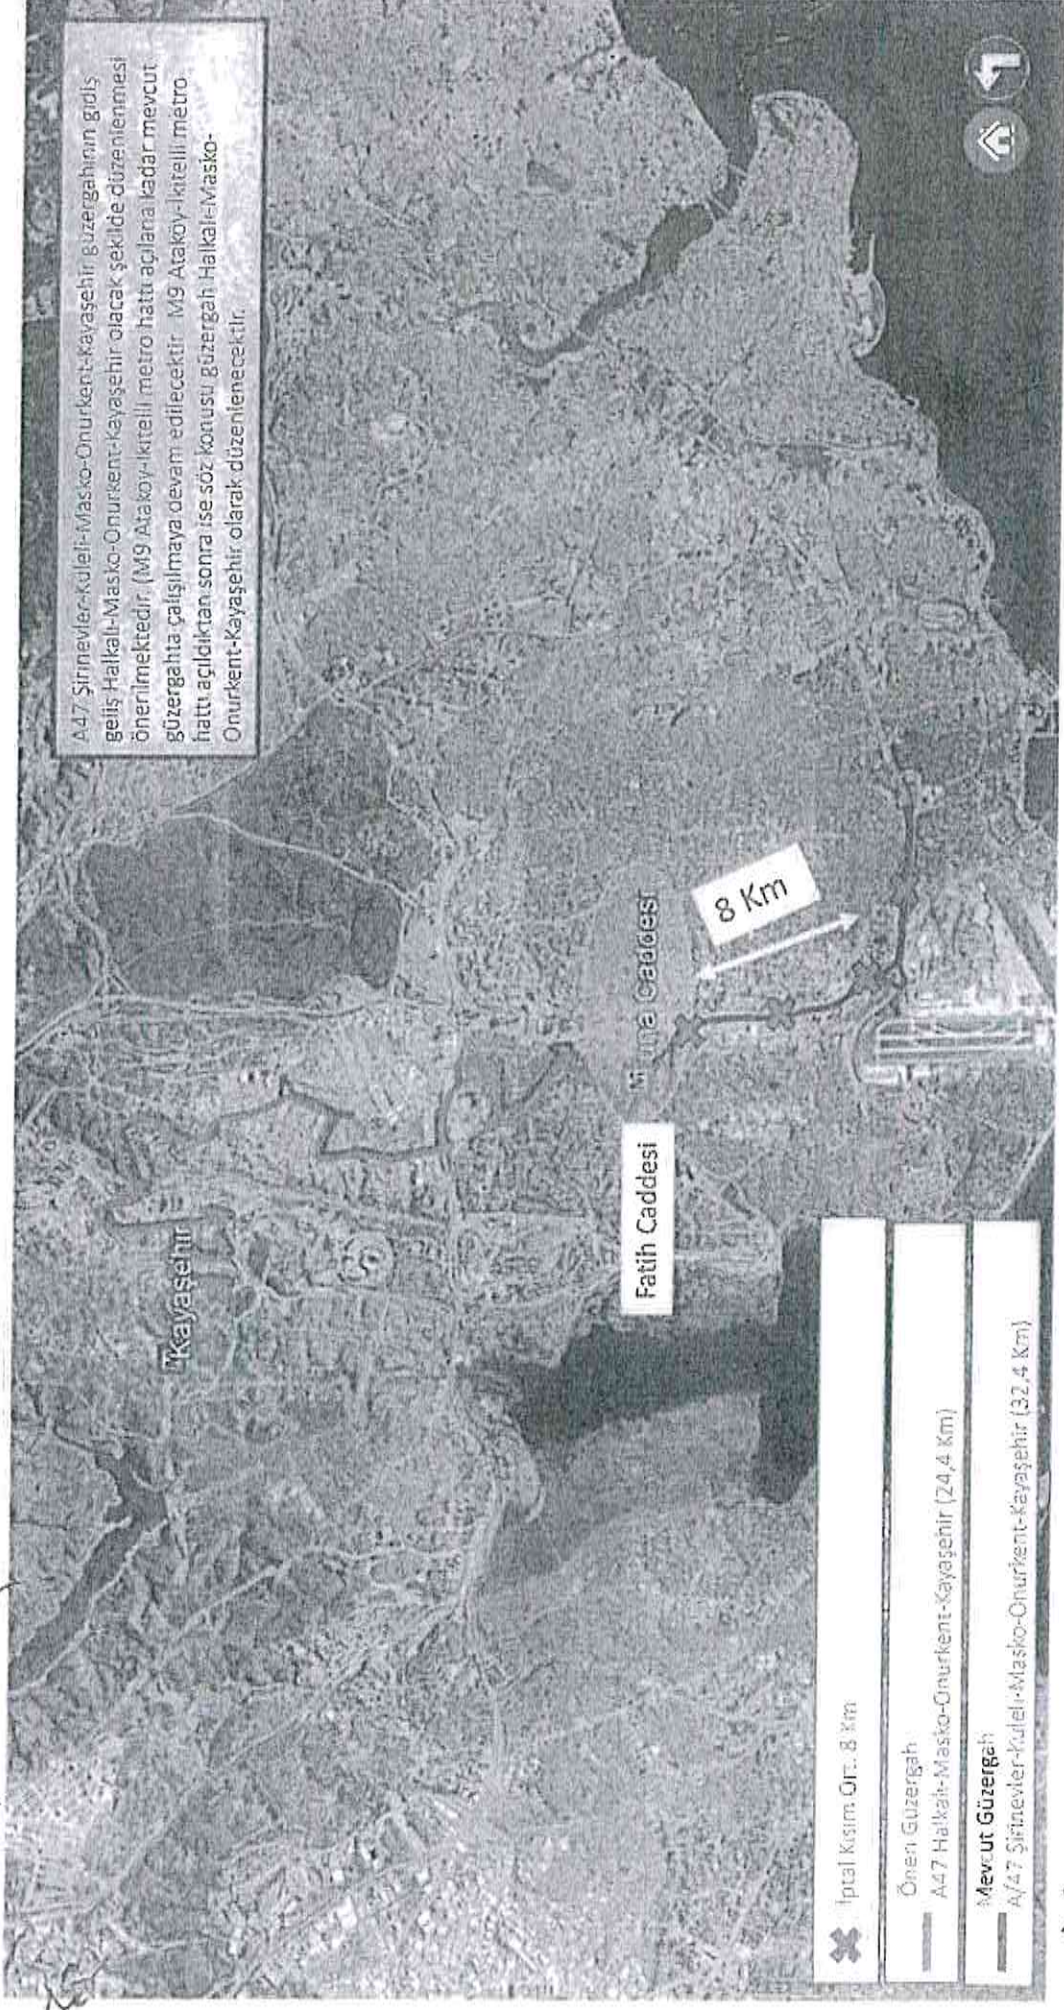 A47 Şirinevler-Kuleli-Masko-Onurkent-Kayaşehir güzergahının gidiş
geliş Halkalı-Masko-Onurkent-Kayaşehir olacak şekilde düzenlenmesi
önerilmektedir. (M9 Ataköy-İkitelli metro hattı açılana kadar mevcut
güzergahta çalışılmaya devam edilecektir. M9 Ataköy-İkitelli metro
hattı açıldıktan sonra ise söz konusu güzergah Halkalı-Masko-
Onurkent-Kayaşehir olarak düzenlenecektir.
Kayaşehir
Caddesi
8 Km
Fatih Caddesi
İptal Kısım Ort. 8 Km
Öneri Güzergah
A47 Halkalı-Masko-Onurkent-Kayaşehir (24,4 Km)
Mevcut Güzergah
A/47 Şirinevler-Kuleli-Masko-Onurkent-Kayaşehir (32,4 Km)